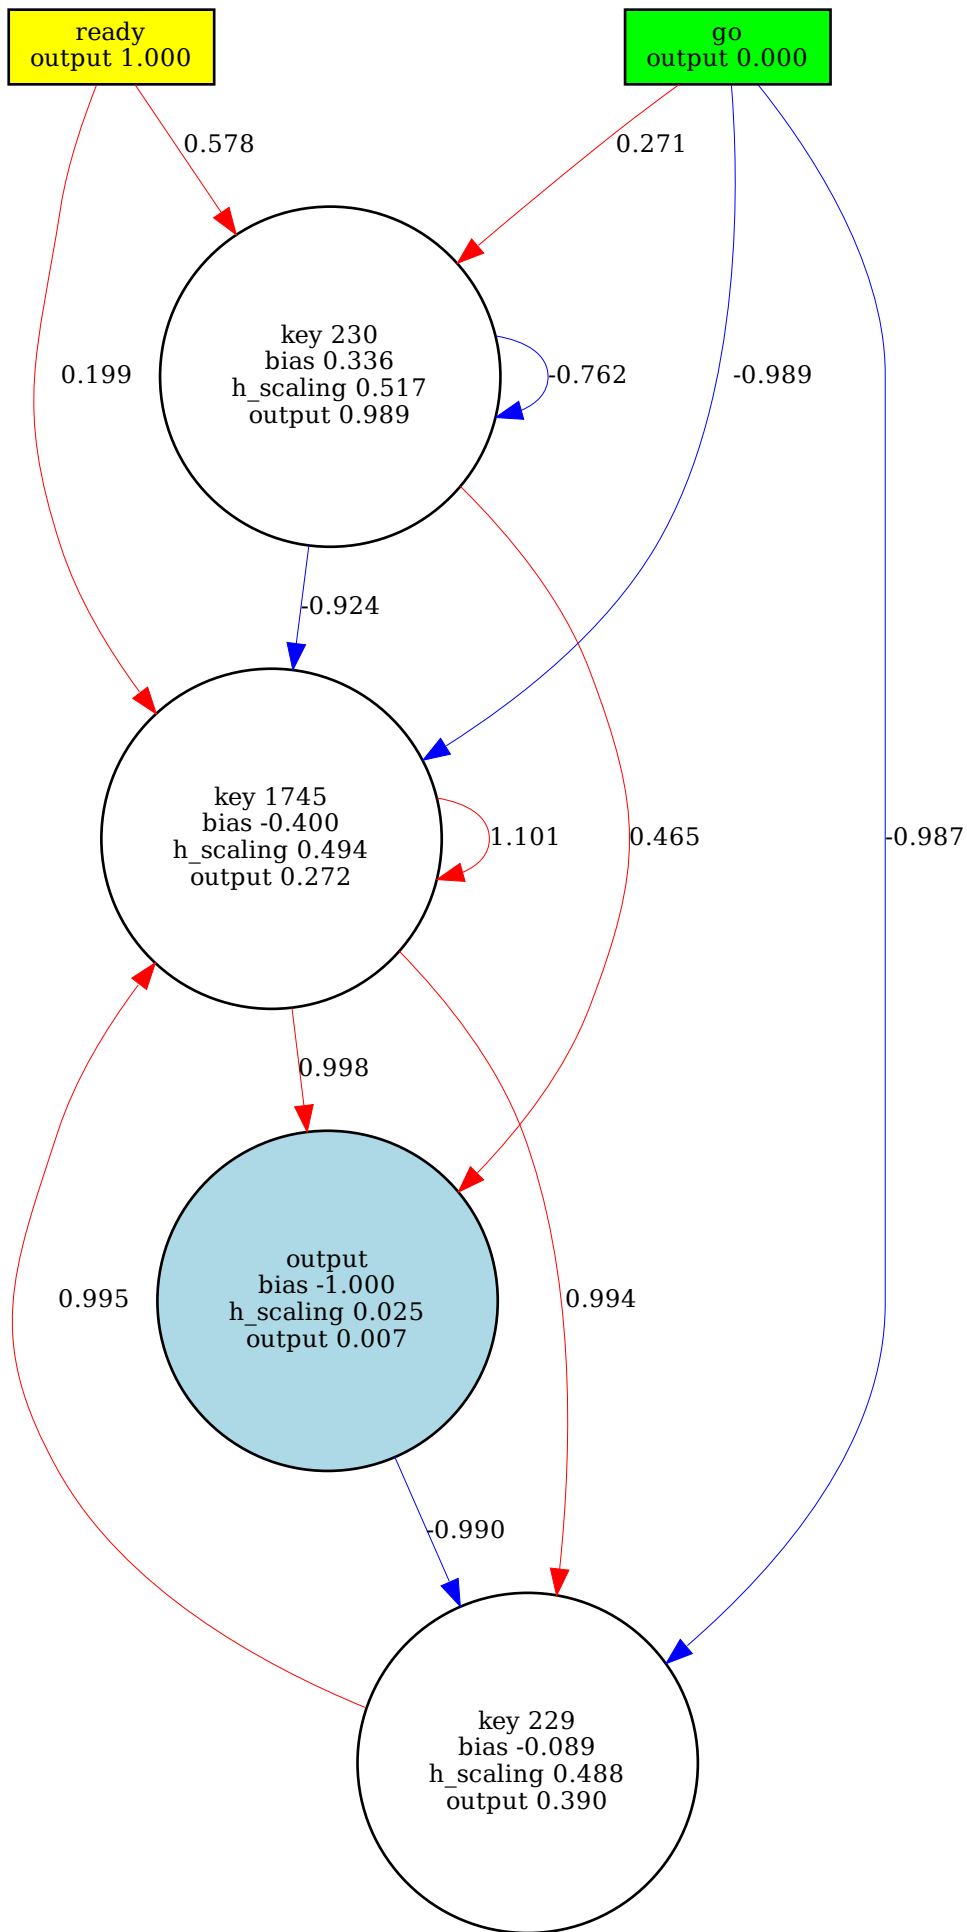 ready
output 1.000
go
output 0.000
0.578
0.271
key 230
bias 0.336
h_scaling 0.517
output 0.989
0.199
-0.762
-0.989
-0.924
key 1745
bias -0.400
h_scaling 0.494
output 0.272
1.101
0.465
-0.987
0.998
output
bias -1.000
h_scaling 0.025
output 0.007
0.995
0.994
-0.990
key 229
bias -0.089
h_scaling 0.488
output 0.390